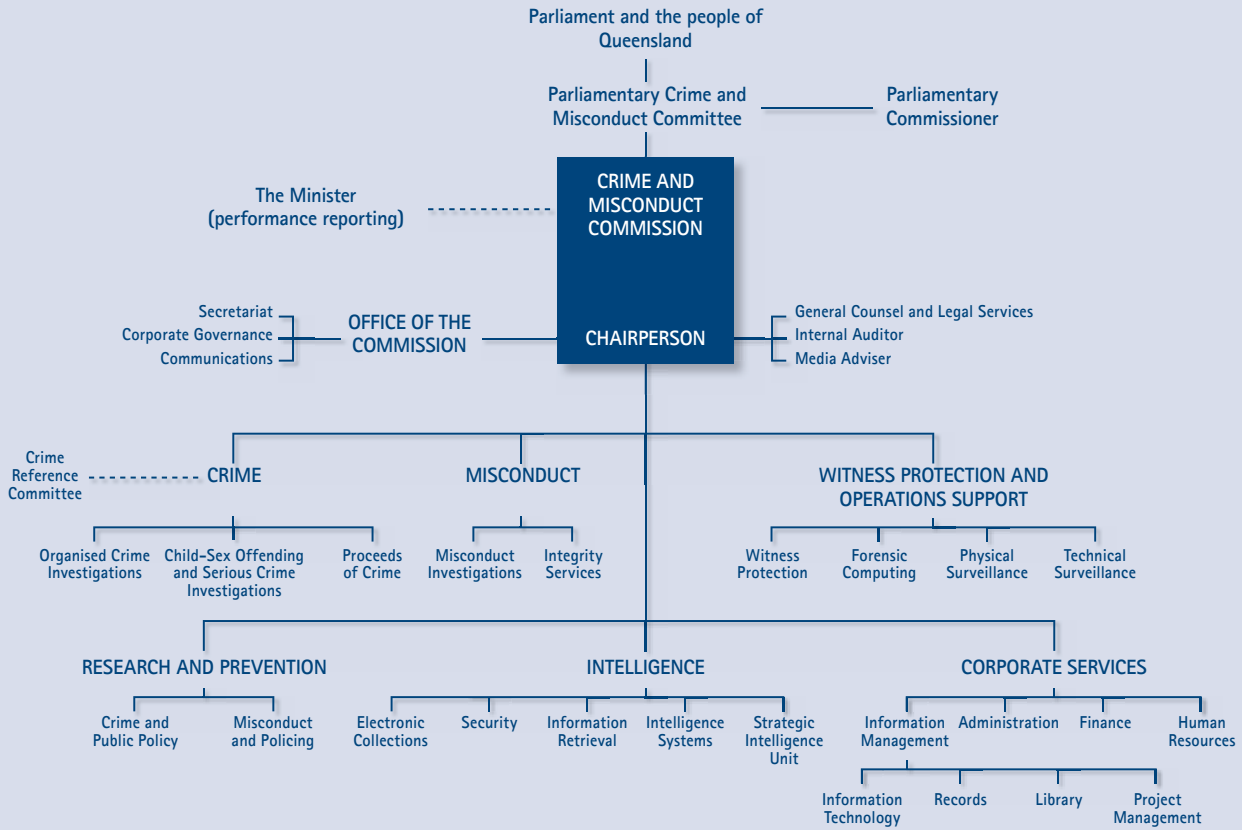 Parliament and the people of
Queensland
Parliamentary Crime and
Misconduct Committee
Parliamentary
Commissioner
CRIME AND
MISCONDUCT
COMMISSION
The Minister
(performance reporting)
Secretariat
Corporate Governance
Communications
OFFICE OF THE
COMMISSION
CHAIRPERSON
General Counsel and Legal Services
Internal Auditor
Media Adviser
Crime
Reference
Committee
CRIME
MISCONDUCT
WITNESS PROTECTION AND
OPERATIONS SUPPORT
Organised Crime
Investigations
Child-Sex Offending
and Serious Crime
Investigations
Proceeds
of Crime
Misconduct
Investigations
Integrity
Services
Witness
Protection
Forensic
Computing
Physical
Surveillance
Technical
Surveillance
RESEARCH AND PREVENTION
INTELLIGENCE
CORPORATE SERVICES
Crime and
Public Policy
Misconduct
and Policing
Electronic
Collections
Security
Information
Retrieval
Intelligence
Systems
Strategic
Intelligence
Unit
Information
Management
Administration
Finance
Human
Resources
Information
Technology
Records
Library
Project
Management